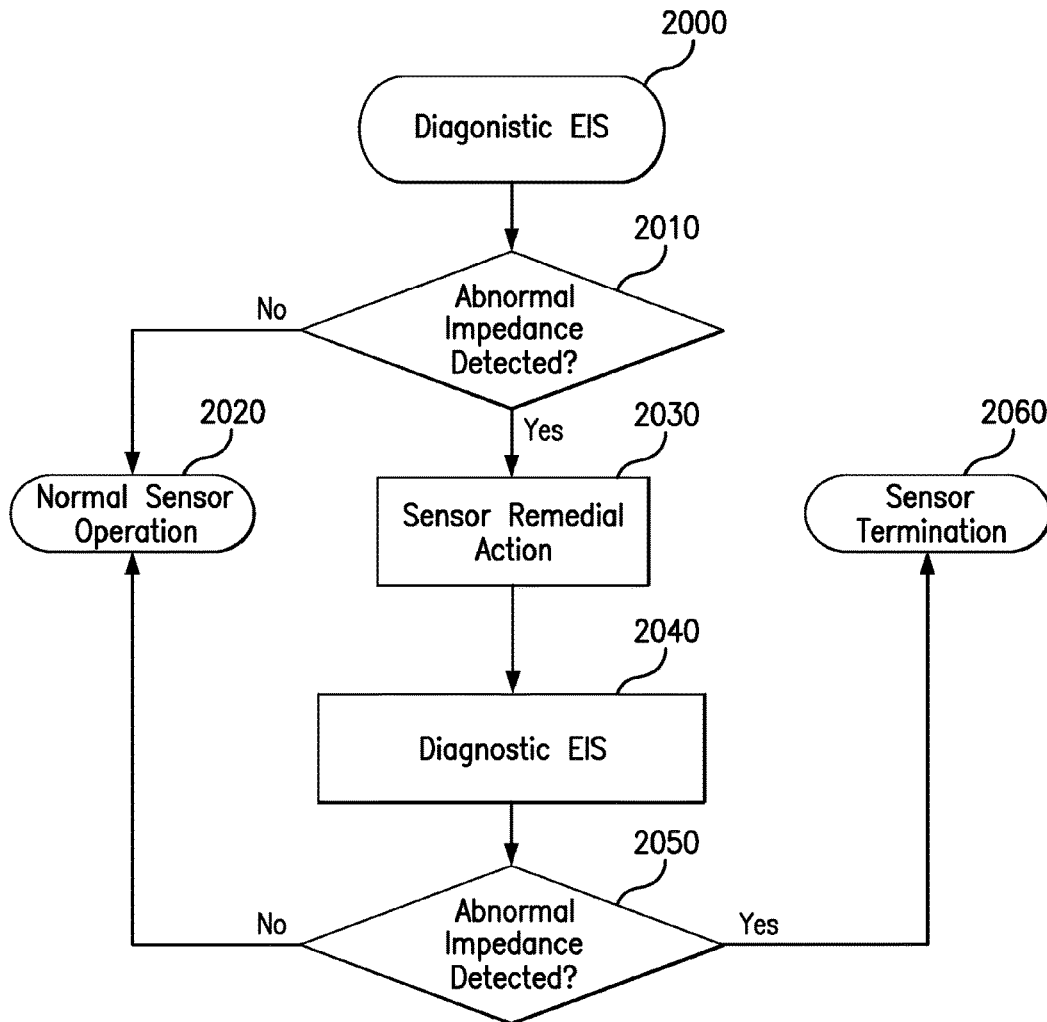 2000
Diagonistic EIS
2010
Abnormal
Impedance
Detected?
No
Yes
2020
Normal Sensor
Operation
2030
Sensor Remedial
Action
2060
Sensor
Termination
2040
Diagnostic EIS
2050
Abnormal
Impedance
Detected?
No
Yes